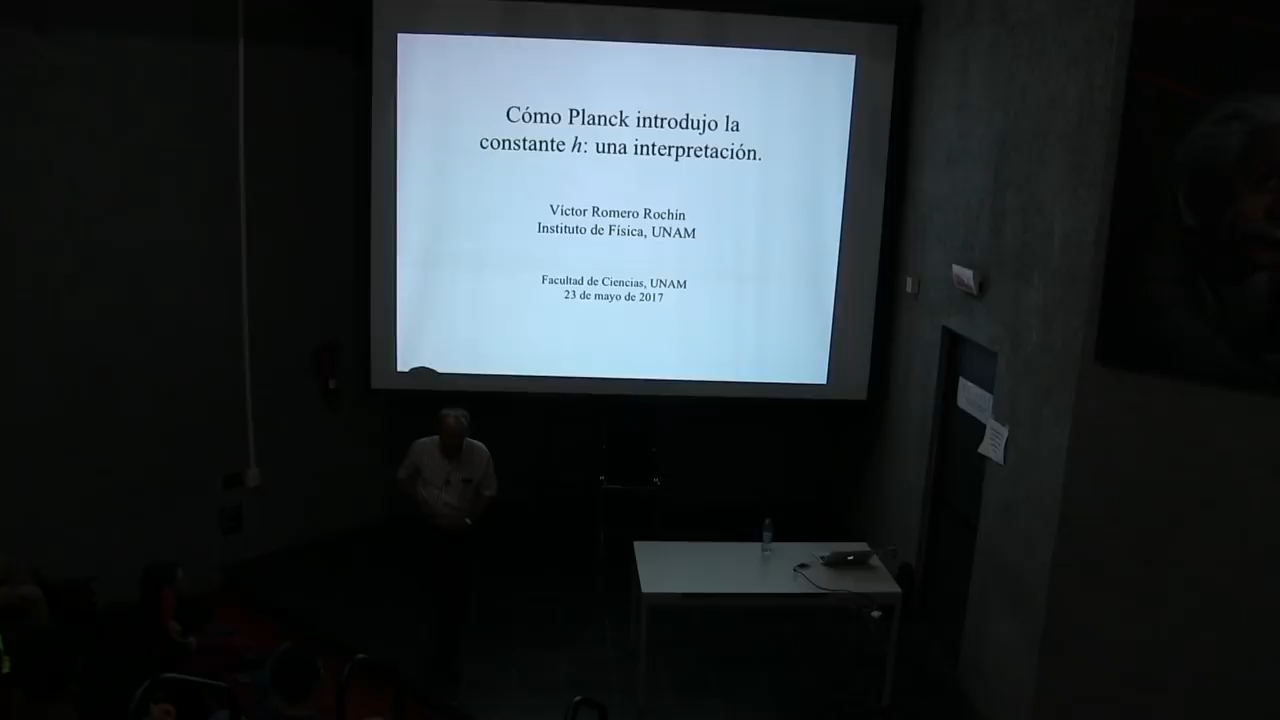 Cómo Planck introdujo la
constante h: una interpretación.
Víctor Romero Rochín
Instituto de Física, UNAM
Facultad de Ciencias, UNAM
23 de mayo de 2017